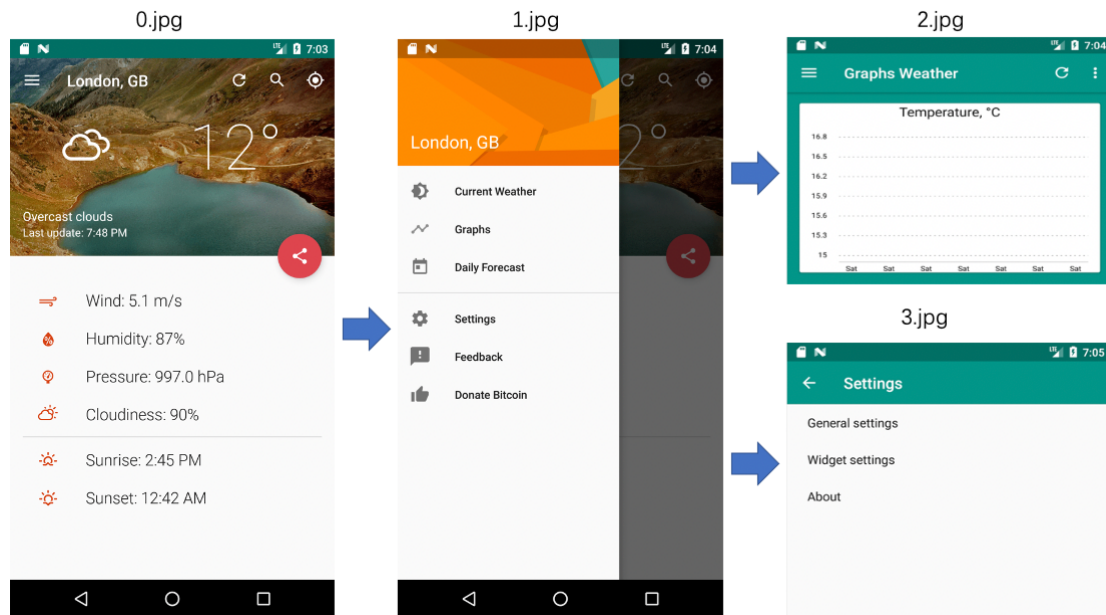 0.jpg
7:03
London, GB
12°
Overcast clouds
Last update: 7:48 PM
Wind: 5.1 m/s
Humidity: 87%
Pressure: 997.0 hPa
Cloudiness: 90%
Sunrise: 2:45 PM
Sunset: 12:42 AM
1.jpg
LTE 7:04
London, GB
2°
Current Weather
Graphs
Daily Forecast
Settings
Feedback
Donate Bitcoin
2.jpg
LTE 7:04
Graphs Weather
Temperature, °C
16.8
16.5
16.2
15.9
15.6
15.3
15
Sat Sat Sat Sat Sat Sat Sat
3.jpg
LTE 7:05
Settings
General settings
Widget settings
About